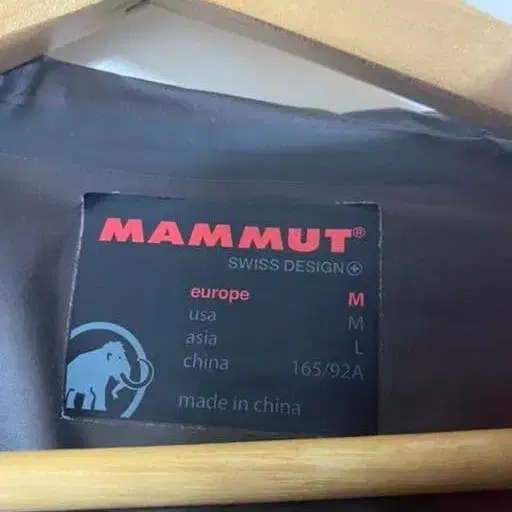 MAMMUT®
SWISS DESIGN
europe M
usa M
asia L
china 165/92A
made in china